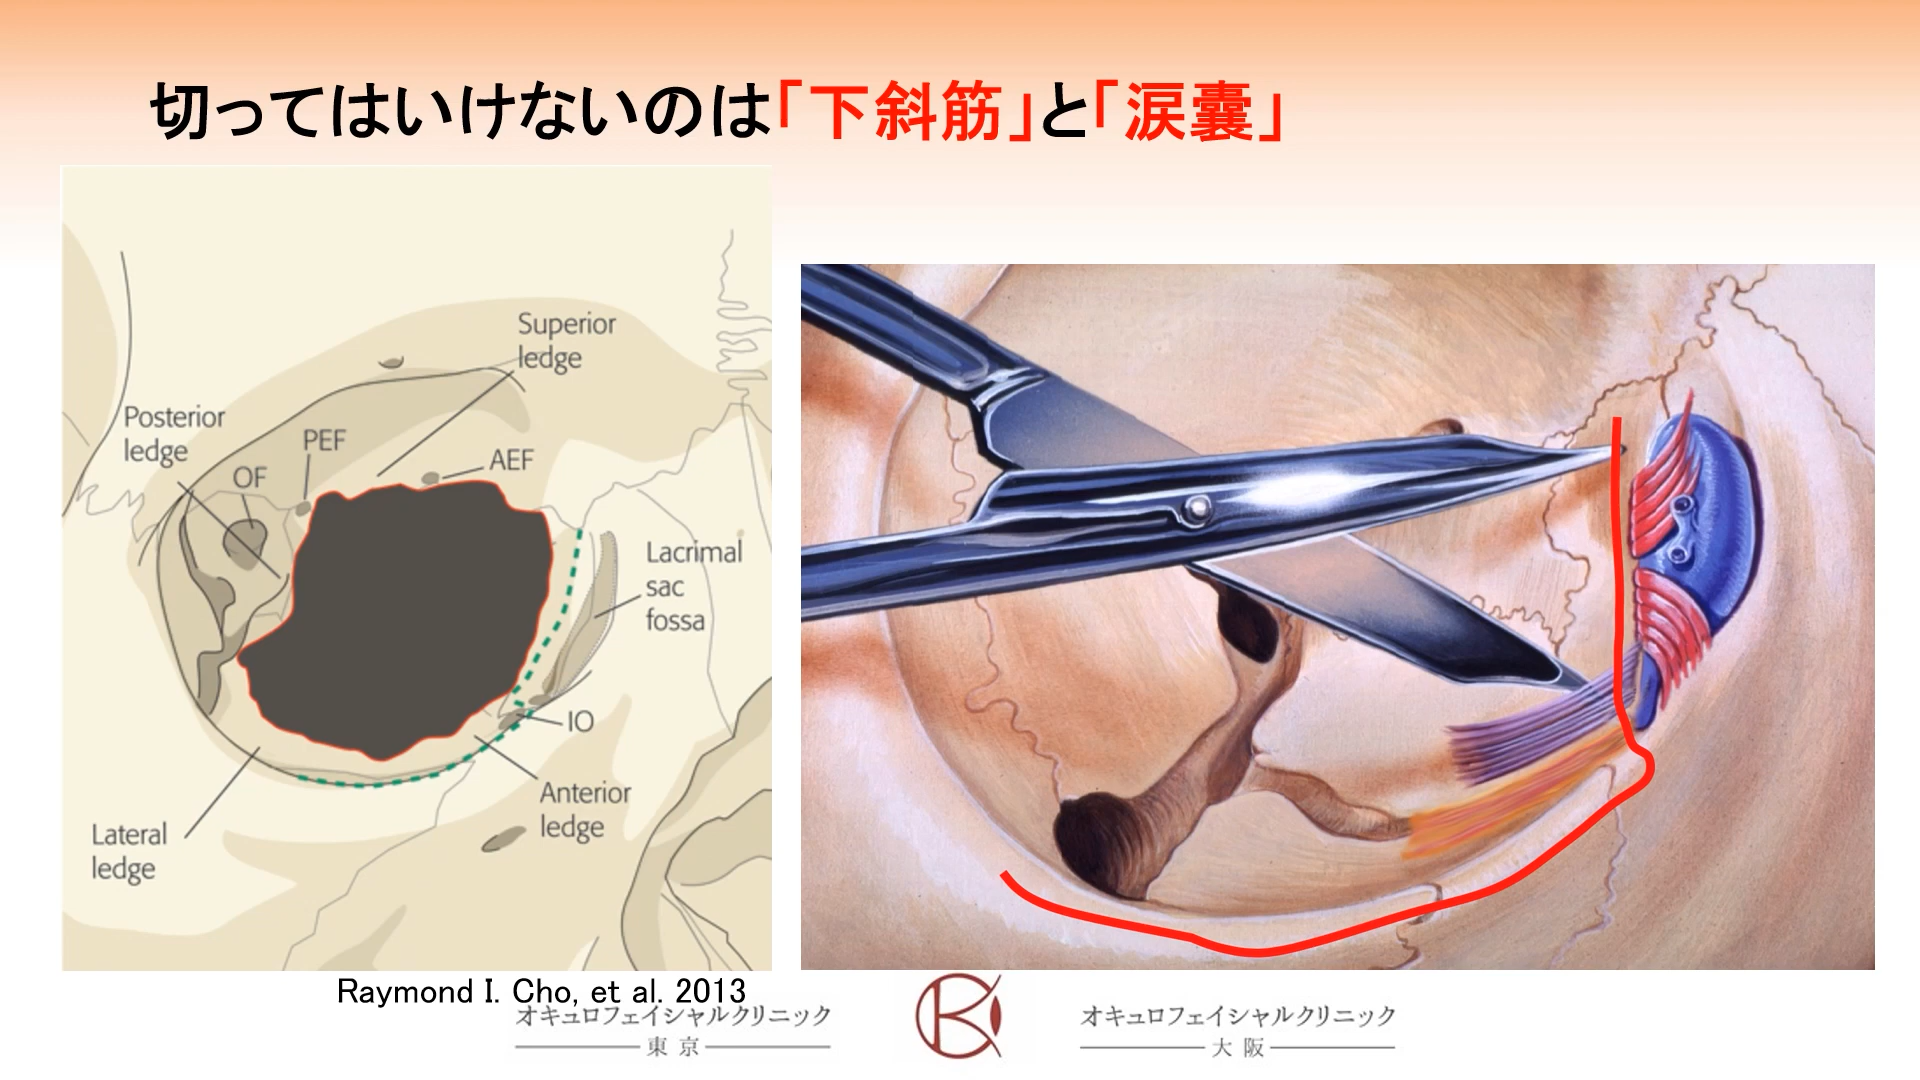 切ってはいけないのは「下斜筋」と「涙嚢」
Superior
ledge
Posterior
ledge
PEF
OF
AEF
Lacrimal
sac
fossa
IO
Anterior
ledge
Lateral
ledge
Raymond I. Cho, et al. 2013
オキュロフェイシャルクリニック
東京
オキュロフェイシャルクリニック
大阪